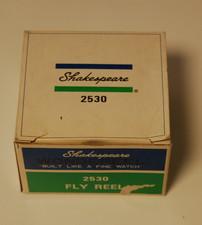 Shakespeare
®
2530
Shakespeare
"BUILT LIKE A FINE WATCH"
2530
FLY REEL